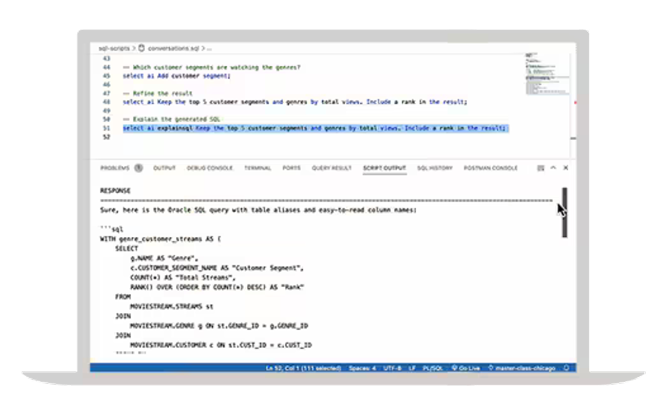 sql-scripts > conversations.sql > ...
43
44 -- Which customer segments are watching the genres?
45 select ai Add customer segment;
46
47 -- Refine the result
48 select ai Keep the top 5 customer segments and genres by total views. Include a rank in the result;
49
50 -- Explain the generated SQL
51 select ai explainsql Keep the top 5 customer segments and genres by total views. Include a rank in the result;
52
PROBLEMS OUTPUT DEBUG CONSOLE TERMINAL PORTS QUERY RESULT SCRIPT OUTPUT SQL HISTORY POSTMAN CONSOLE
RESPONSE
Sure, here is the Oracle SQL query with table aliases and easy-to-read column names:
```sql
WITH genre_customer_streams AS (
SELECT
g.NAME AS "Genre",
c.CUSTOMER_SEGMENT_NAME AS "Customer Segment",
COUNT(*) AS "Total Streams",
RANK() OVER (ORDER BY COUNT(*) DESC) AS "Rank"
FROM
MOVIESTREAM.STREAMS st
JOIN
MOVIESTREAM.GENRE g ON st.GENRE_ID = g.GENRE_ID
JOIN
MOVIESTREAM.CUSTOMER c ON st.CUST_ID = c.CUST_ID
Ln 52, Col 1 (111 selected) Spaces: 4 UTF-8 LF PL/SQL Go Live master-class-chicago